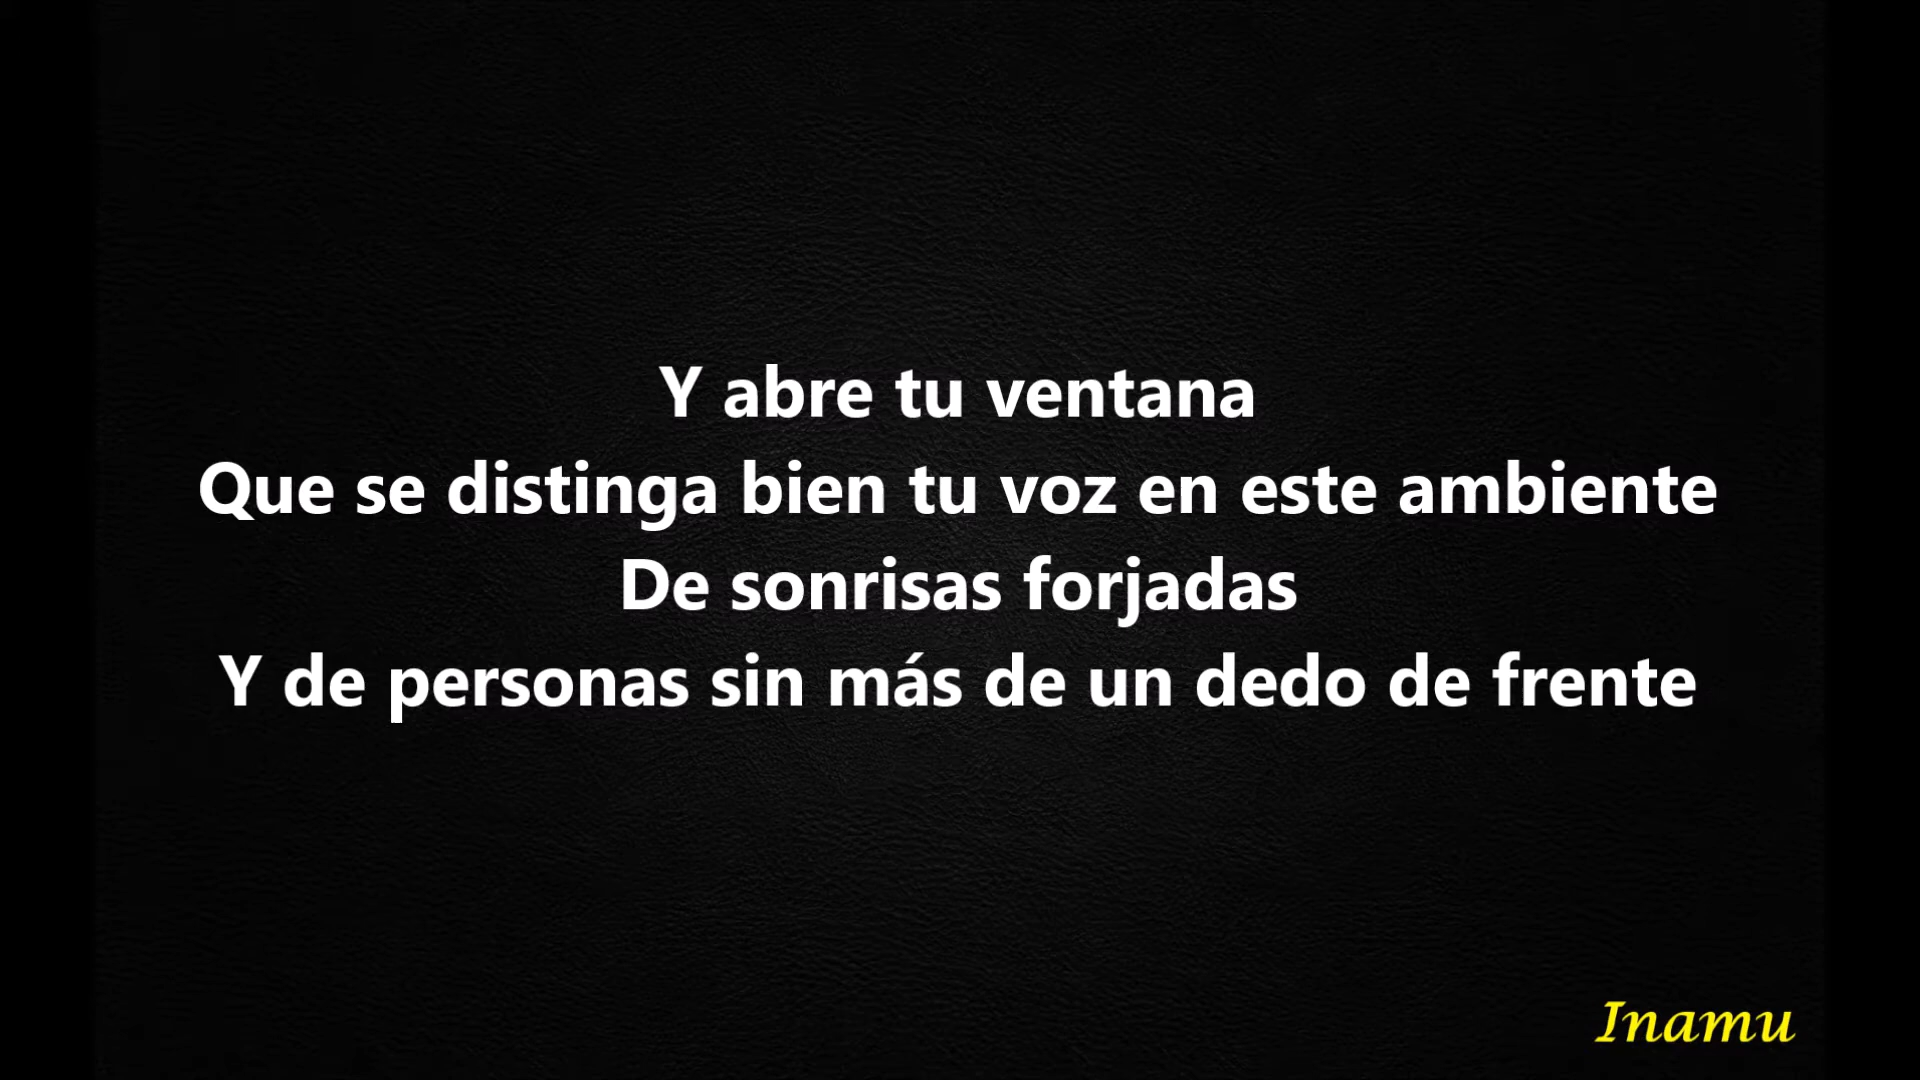 Y abre tu ventana
Que se distinga bien tu voz en este ambiente
De sonrisas forjadas
Y de personas sin más de un dedo de frente
Inamu